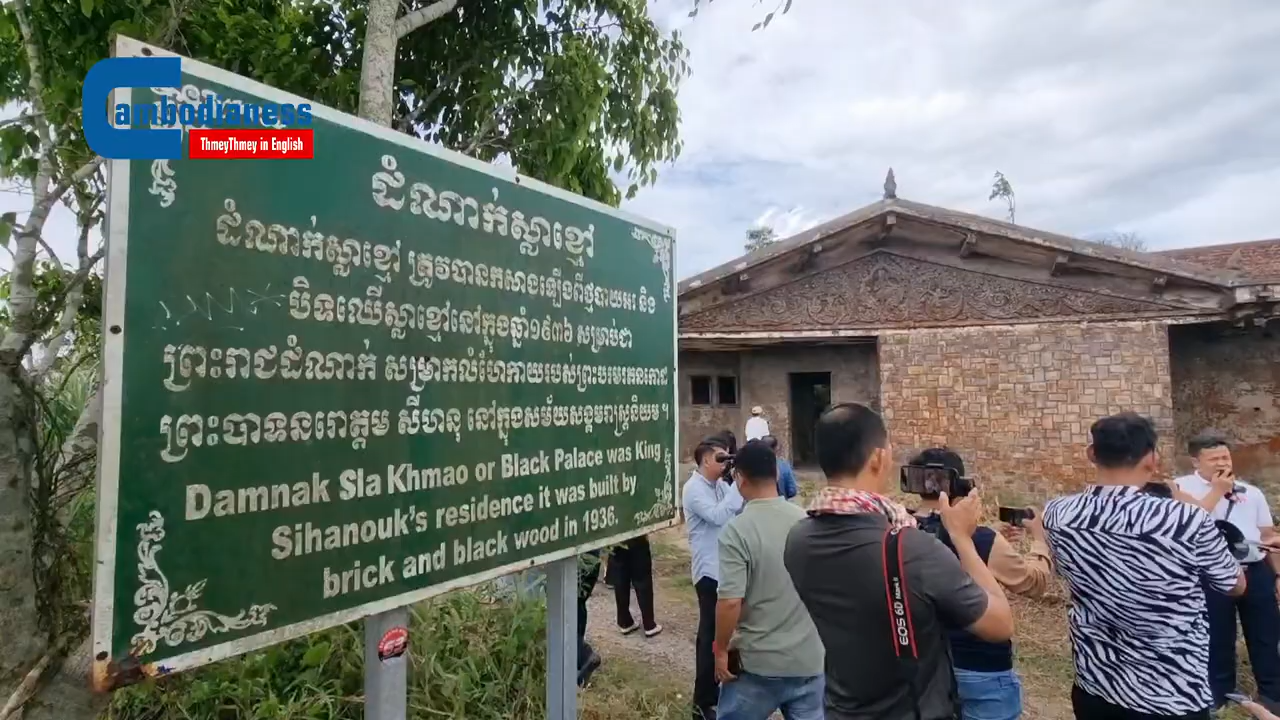 Cambodianess
ThmeyThmey in English
ដំណាក់ស្លាខ្មៅ
ដំណាក់ស្លាខ្មៅ ត្រូវបានកសាងឡើងពីថ្មបាយអរ និង
បិទឈើស្លាខ្មៅនៅក្នុងឆ្នាំ១៩៣៦ សម្រាប់ជា
ព្រះរាជដំណាក់ សម្រាកលំហែកាយរបស់ព្រះបរមរតនកោដ្ឋ
ព្រះបាទនរោត្តម សីហនុ នៅក្នុងសម័យសង្គមរាស្ត្រនិយម ។
Damnak Sla Khmao or Black Palace was King
Sihanouk's residence it was built by
brick and black wood in 1936.
EOS 6D